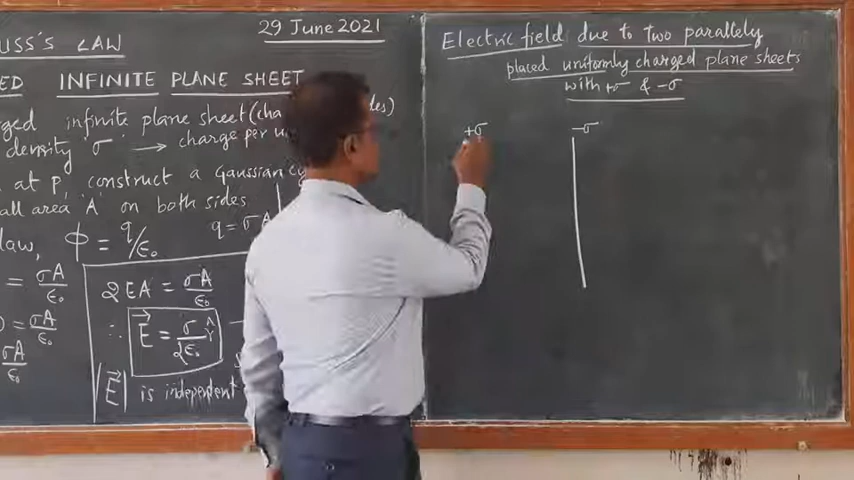 USS'S LAW
29 JUNE 2021
ED INFINITE PLANE SHEET
rged infinite plane sheet (cha des)
density 'σ' → charge per u
at P, construct a gaussian cy
all area 'A' on both sides
law, ϕ = q/ε₀ q = σA
= σA/ε₀
= σA/ε₀
σA/ε₀
2EA = σA/ε₀
∴ E⃗ = σ/2ε₀ r̂
|E⃗| is independent
Electric field due to two parallely
placed uniformly charged plane sheets
with +σ & -σ
+σ -σ